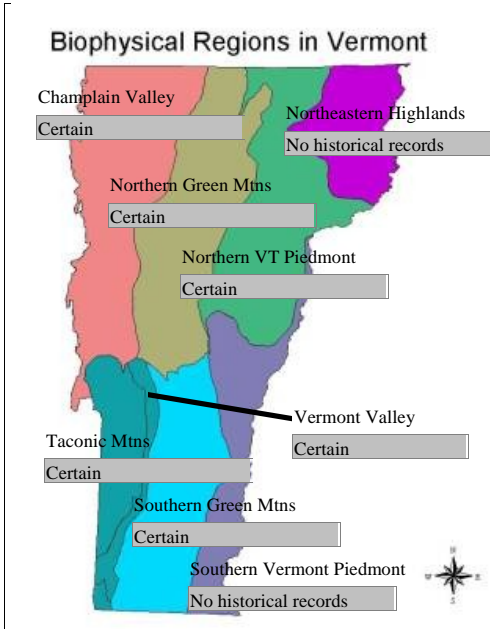 Biophysical Regions in Vermont
Champlain Valley
Certain
Northeastern Highlands
No historical records
Northern Green Mtns
Certain
Northern VT Piedmont
Certain
Vermont Valley
Certain
Taconic Mtns
Certain
Southern Green Mtns
Certain
Southern Vermont Piedmont
No historical records
N
W E
S